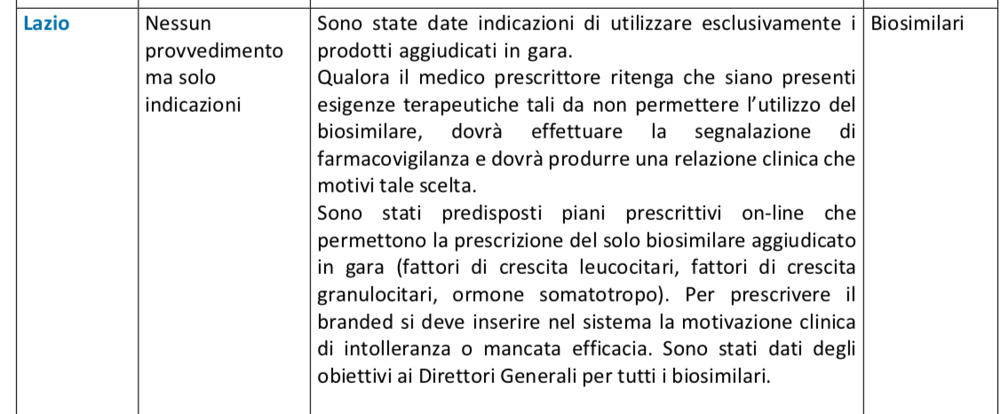 Lazio
Nessun
provvedimento
ma solo
indicazioni
Sono state date indicazioni di utilizzare esclusivamente i
prodotti aggiudicati in gara.
Qualora il medico prescrittore ritenga che siano presenti
esigenze terapeutiche tali da non permettere l’utilizzo del
biosimilare, dovrà effettuare la segnalazione di
farmacovigilanza e dovrà produrre una relazione clinica che
motivi tale scelta.
Sono stati predisposti piani prescrittivi on-line che
permettono la prescrizione del solo biosimilare aggiudicato
in gara (fattori di crescita leucocitari, fattori di crescita
granulocitari, ormone somatotropo). Per prescrivere il
branded si deve inserire nel sistema la motivazione clinica
di intolleranza o mancata efficacia. Sono stati dati degli
obiettivi ai Direttori Generali per tutti i biosimilari.
Biosimilari